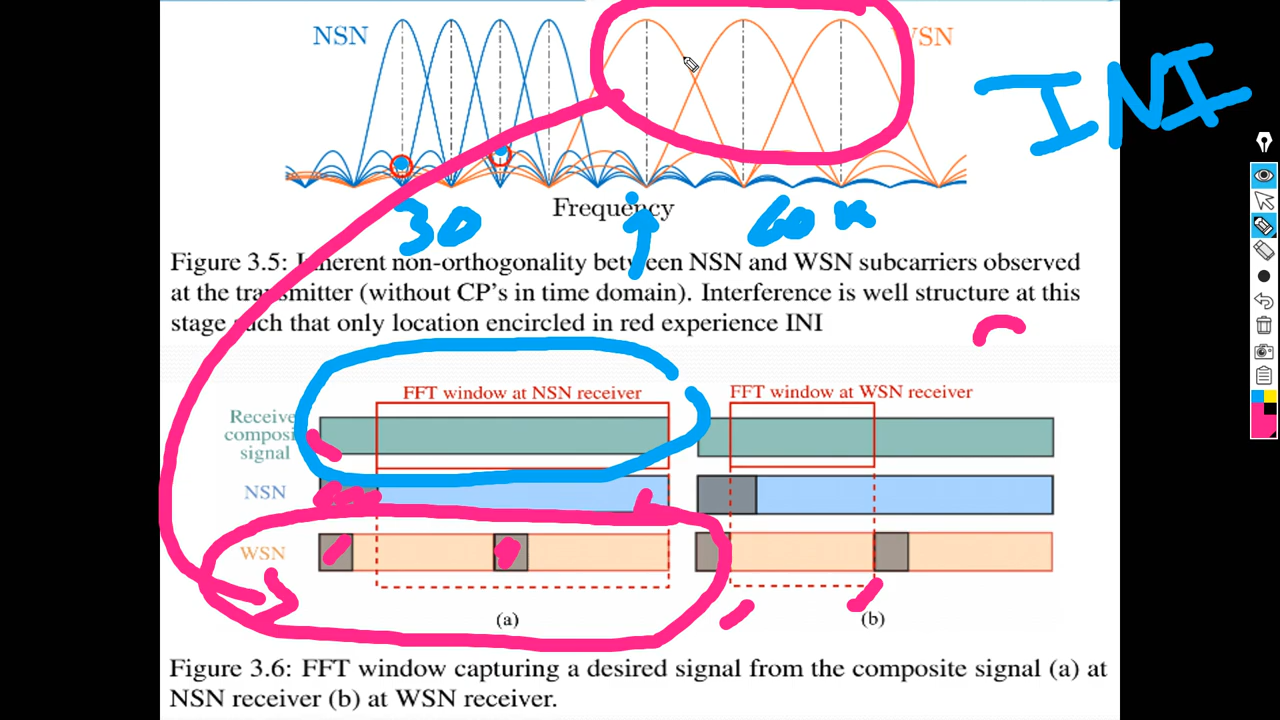 NSN
WSN
INI
Frequency
30
60 K
Figure 3.5: Inherent non-orthogonality between NSN and WSN subcarriers observed
at the transmitter (without CP's in time domain). Interference is well structure at this
stage such that only location encircled in red experience INI
FFT window at NSN receiver
FFT window at WSN receiver
Receive
composi
signal
NSN
WSN
(a)
(b)
Figure 3.6: FFT window capturing a desired signal from the composite signal (a) at
NSN receiver (b) at WSN receiver.